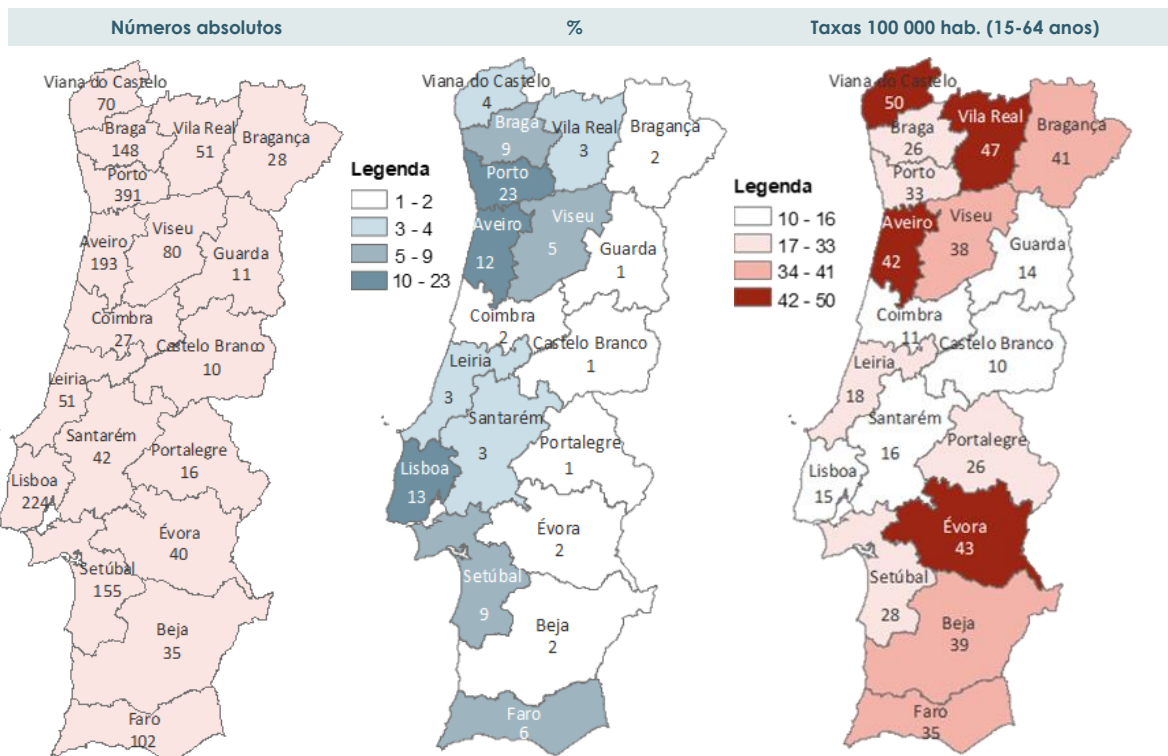 Números absolutos
%
Taxas 100 000 hab. (15-64 anos)
Viana do Castelo
70
Braga
148
Vila Real
51
Bragança
28
Porto
391
Aveiro
193
Viseu
80
Guarda
11
Coimbra
27
Castelo Branco
10
Leiria
51
Santarém
42
Portalegre
16
Lisboa
224
Évora
40
Setúbal
155
Beja
35
Faro
102
Legenda
1 - 2
3 - 4
5 - 9
10 - 23
Viana do Castelo
4
Braga
9
Vila Real
3
Bragança
2
Porto
23
Aveiro
12
Viseu
5
Guarda
1
Coimbra
2
Castelo Branco
1
Leiria
3
Santarém
3
Portalegre
1
Lisboa
13
Évora
2
Setúbal
9
Beja
2
Faro
6
Legenda
10 - 16
17 - 33
34 - 41
42 - 50
Viana do Castelo
50
Braga
26
Vila Real
47
Bragança
41
Porto
33
Aveiro
42
Viseu
38
Guarda
14
Coimbra
11
Castelo Branco
10
Leiria
18
Santarém
16
Portalegre
26
Lisboa
15
Évora
43
Setúbal
28
Beja
39
Faro
35